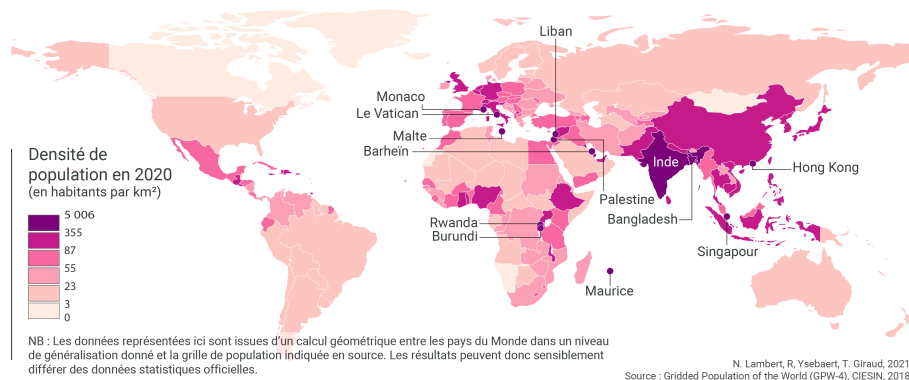 Liban
Monaco
Le Vatican
Malte
Barheïn
Inde
Hong Kong
Palestine
Bangladesh
Rwanda
Burundi
Singapour
Maurice
Densité de
population en 2020
(en habitants par km²)
5 006
355
87
55
23
3
0
NB : Les données représentées ici sont issues d'un calcul géométrique entre les pays du Monde dans un niveau
de généralisation donné et la grille de population indiquée en source. Les résultats peuvent donc sensiblement
différer des données statistiques officielles.
N. Lambert, R, Ysebaert, T. Giraud, 2021
Source : Gridded Population of the World (GPW-4), CIESIN, 2018